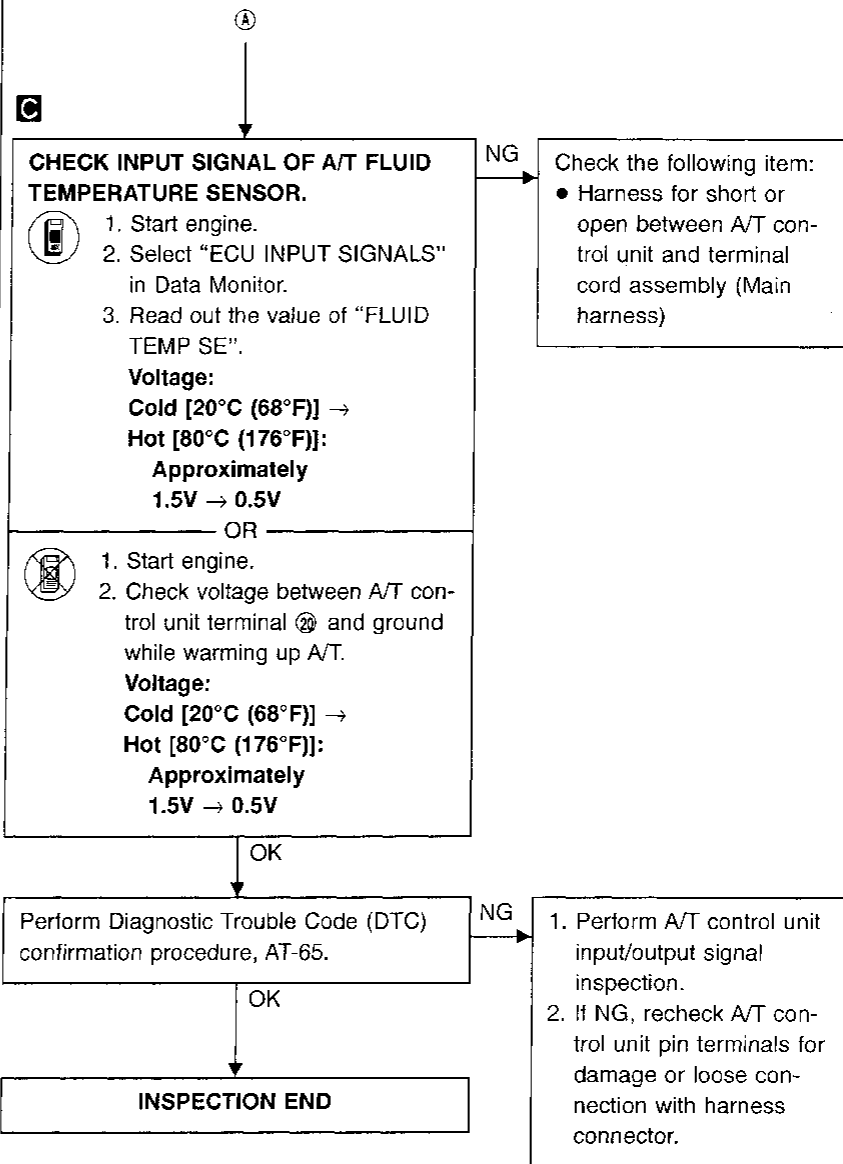 Ⓐ
C
CHECK INPUT SIGNAL OF A/T FLUID
TEMPERATURE SENSOR.
1. Start engine.
2. Select “ECU INPUT SIGNALS”
in Data Monitor.
3. Read out the value of “FLUID
TEMP SE”.
Voltage:
Cold [20°C (68°F)] →
Hot [80°C (176°F)]:
Approximately
1.5V → 0.5V
OR
1. Start engine.
2. Check voltage between A/T con-
trol unit terminal ⑳ and ground
while warming up A/T.
Voltage:
Cold [20°C (68°F)] →
Hot [80°C (176°F)]:
Approximately
1.5V → 0.5V
NG
Check the following item:
● Harness for short or
open between A/T con-
trol unit and terminal
cord assembly (Main
harness)
OK
Perform Diagnostic Trouble Code (DTC)
confirmation procedure, AT-65.
NG
1. Perform A/T control unit
input/output signal
inspection.
2. If NG, recheck A/T con-
trol unit pin terminals for
damage or loose con-
nection with harness
connector.
OK
INSPECTION END